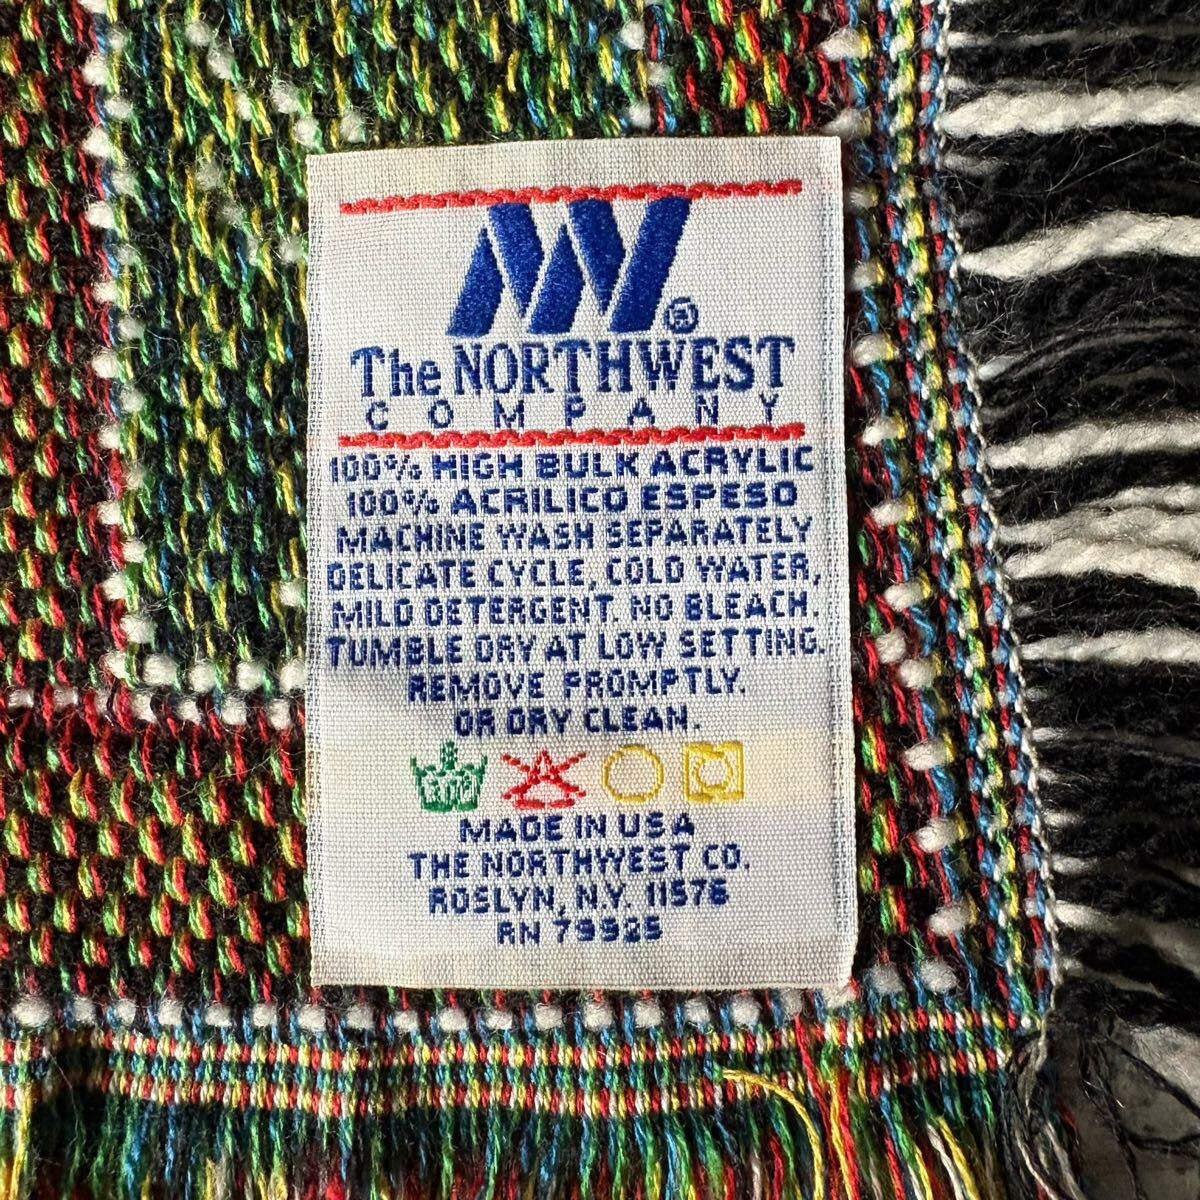 ®
The NORTHWEST
COMPANY
100% HIGH BULK ACRYLIC
100% ACRILICO ESPESO
MACHINE WASH SEPARATELY
DELICATE CYCLE, COLD WATER,
MILD DETERGENT. NO BLEACH.
TUMBLE DRY AT LOW SETTING.
REMOVE PROMPTLY.
OR DRY CLEAN.
MADE IN USA
THE NORTHWEST CO.
ROSLYN, N.Y. 11576
RN 79925